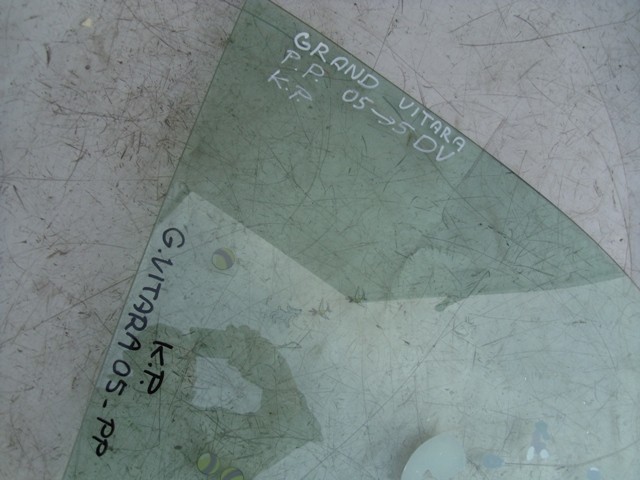 GRAND VITARA
P.P. 05→5DV
K.P.
G.VITARA 05-PP
K.P.